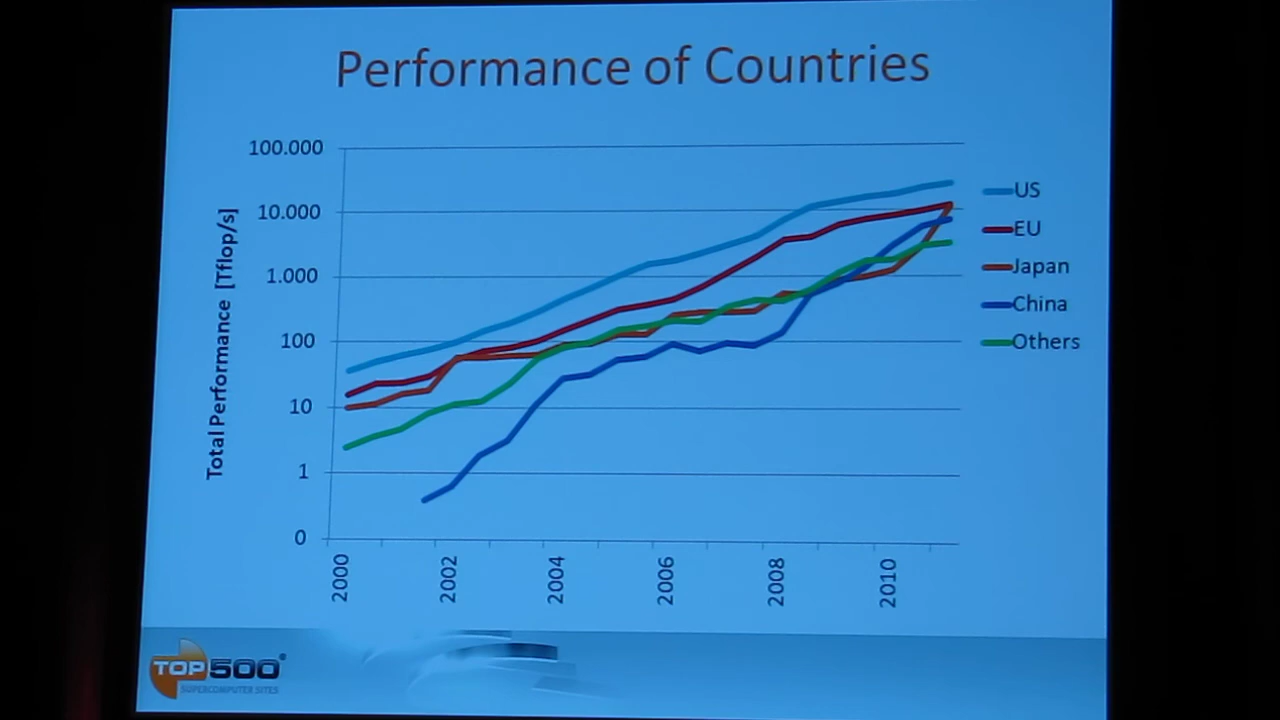 Performance of Countries
Total Performance [Tflop/s]
100.000
10.000
1.000
100
10
1
0
2000
2002
2004
2006
2008
2010
US
EU
Japan
China
Others
TOP500®
SUPERCOMPUTER SITES